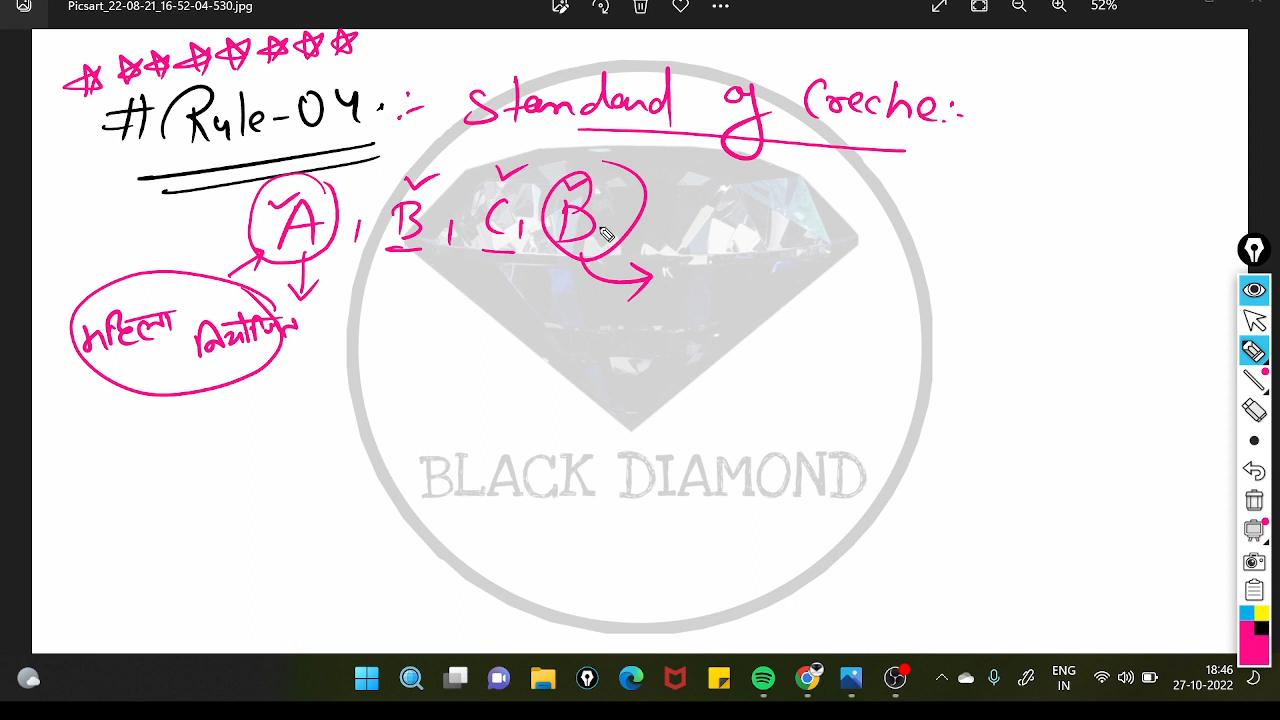 Picsart_22-08-21_16-52-04-530.jpg
52%
#Rule-04 :- Standard of Creche:-
A, B, C, D
महिला नियोजित
BLACK DIAMOND
ENG
IN
18:46
27-10-2022